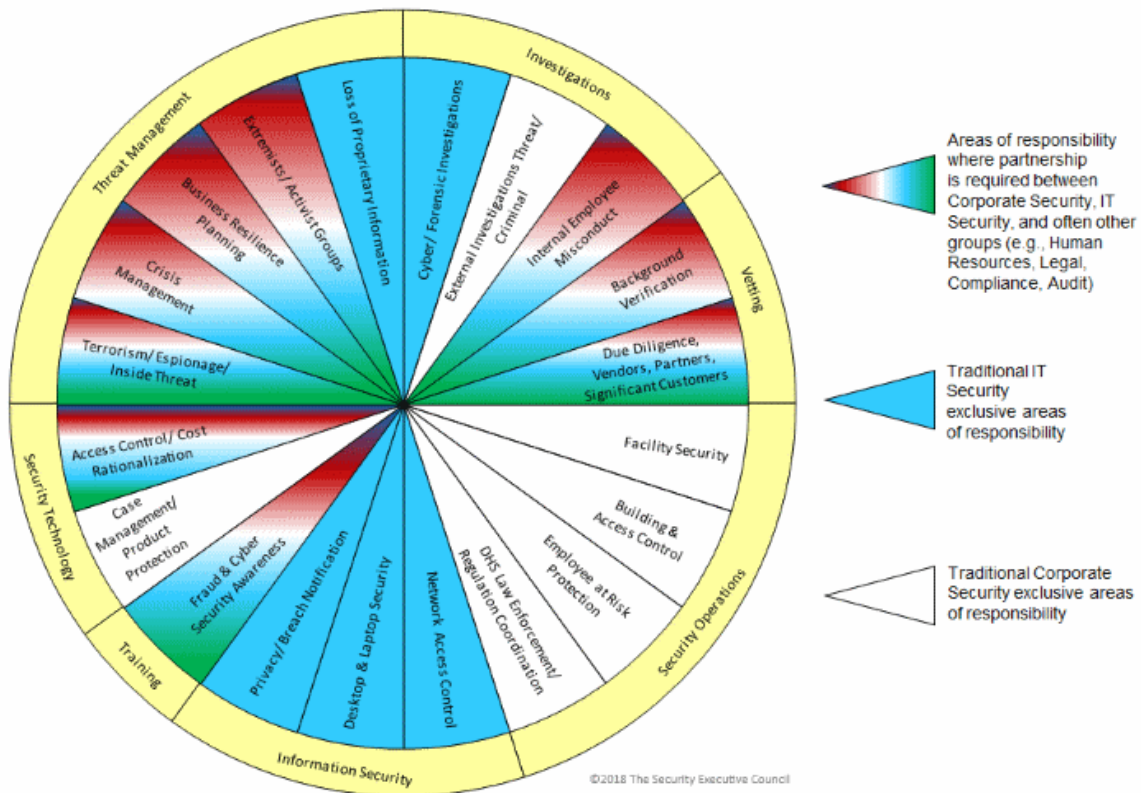 Threat Management
Investigations
Vetting
Security Operations
Information Security
Training
Security Technology
Loss of Proprietary Information
Cyber/ Forensic Investigations
External Investigations Threat/
Criminal
Internal Employee
Misconduct
Background
Verification
Due Diligence,
Vendors, Partners,
Significant Customers
Facility Security
Building &
Access Control
Employee at Risk
Protection
DHS Law Enforcement/
Regulation Coordination
Network Access Control
Desktop & Laptop Security
Privacy/ Breach Notification
Fraud & Cyber
Security Awareness
Case
Management/
Product
Protection
Access Control/ Cost
Rationalization
Terrorism/ Espionage/
Inside Threat
Crisis
Management
Business Resilience
Planning
Extremists/ Activist Groups
Areas of responsibility
where partnership
is required between
Corporate Security, IT
Security, and often other
groups (e.g., Human
Resources, Legal,
Compliance, Audit)
Traditional IT
Security
exclusive areas
of responsibility
Traditional Corporate
Security exclusive areas
of responsibility
©2018 The Security Executive Council